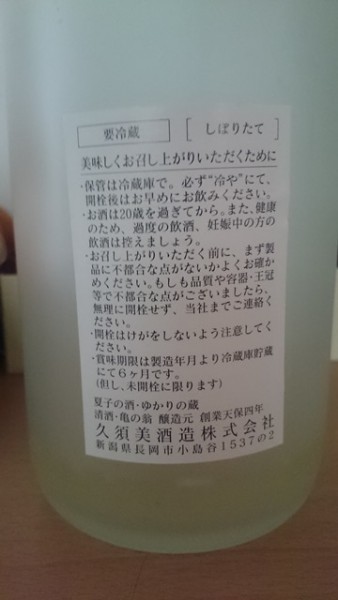 要冷蔵 [しぼりたて]
美味しくお召し上がりいただくために
・保管は冷蔵庫で。必ず“冷や”にて、
開栓後はお早めにお飲みください。
・お酒は20歳を過ぎてから。また、健康
のため、過度の飲酒、妊娠中の方の
飲酒は控えましょう。
・お召し上がりいただく前に、まず製
品に不都合な点がないかよくお確か
めください。もしも品質や容器・王冠
等で不都合な点がございましたら、
無理に開栓せず、当社までご連絡く
ださい。
・開栓はけがをしないよう注意してく
ださい。
・賞味期限は製造年月より冷蔵庫貯蔵
にて6ヶ月です。
(但し、未開栓に限ります)
夏子の酒・ゆかりの蔵
清酒・亀の翁 醸造元 創業天保四年
久須美酒造株式会社
新潟県長岡市小島谷1537の2